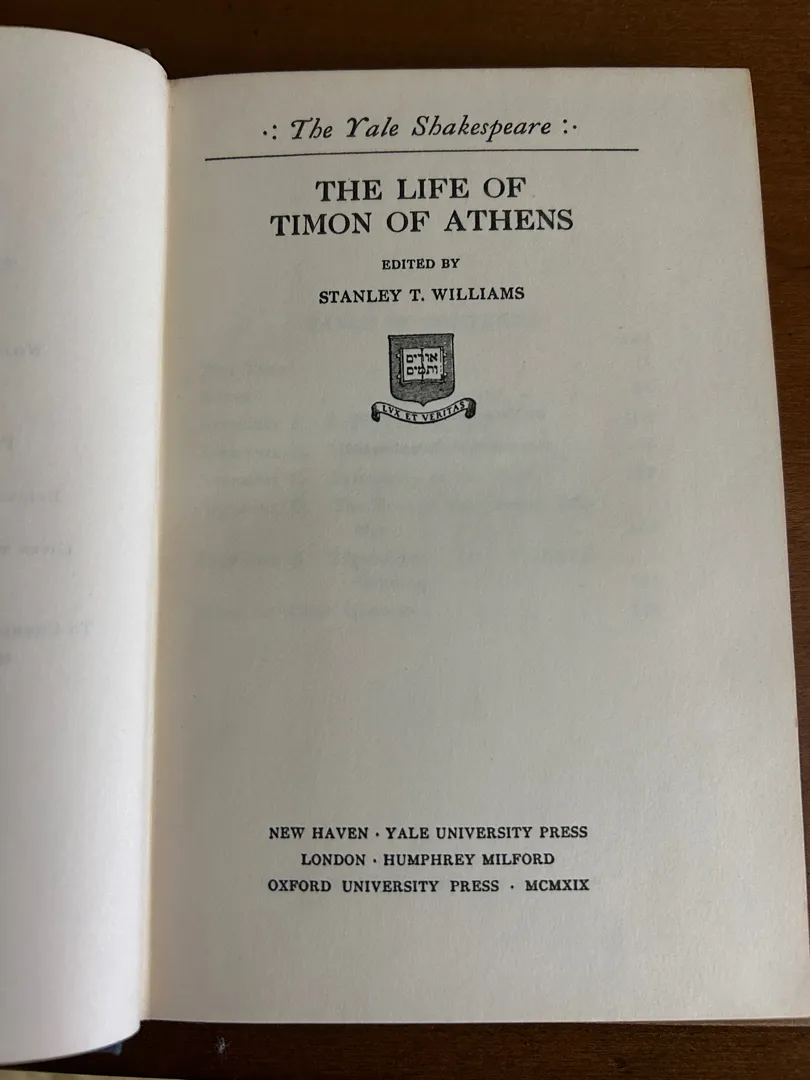 ·: The Yale Shakespeare :·
THE LIFE OF
TIMON OF ATHENS
EDITED BY
STANLEY T. WILLIAMS
אורים
ותמים
LVX ET VERITAS
NEW HAVEN · YALE UNIVERSITY PRESS
LONDON · HUMPHREY MILFORD
OXFORD UNIVERSITY PRESS · MCMXIX